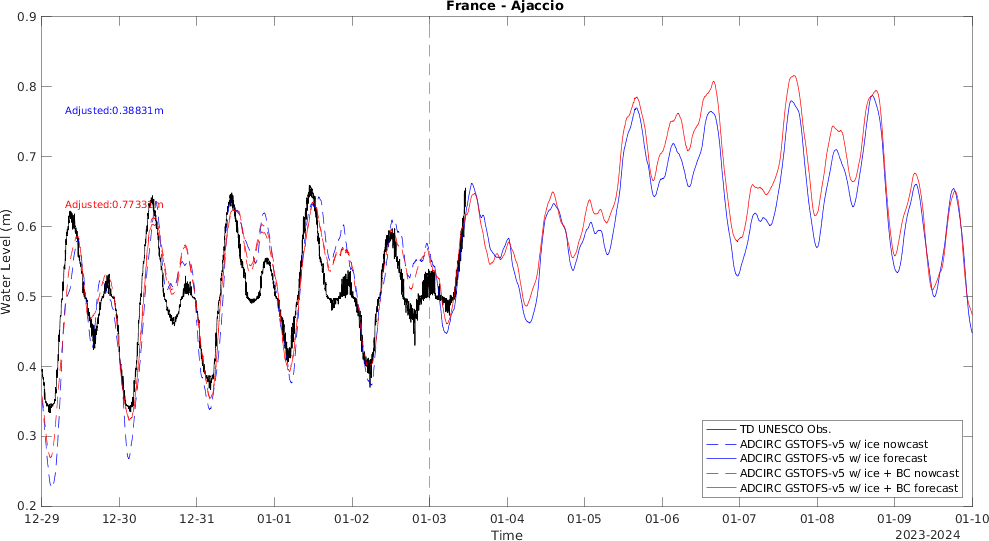 France - Ajaccio
0.9
0.8
0.7
0.6
0.5
0.4
0.3
0.2
Water Level (m)
Adjusted:0.38831m
12-29
12-30
12-31
01-01
01-02
01-03
01-04
01-05
01-06
01-07
01-08
01-09
01-10
Time
2023-2024
TD UNESCO Obs.
ADCIRC GSTOFS-v5 w/ ice nowcast
ADCIRC GSTOFS-v5 w/ ice forecast
ADCIRC GSTOFS-v5 w/ ice + BC nowcast
ADCIRC GSTOFS-v5 w/ ice + BC forecast